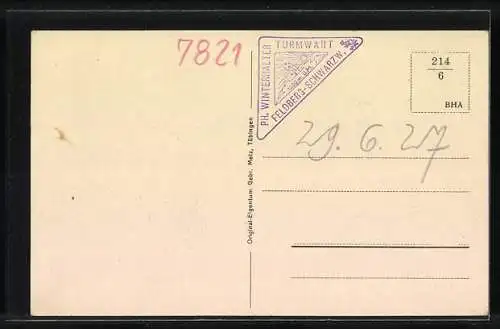 7821
TURMWART
PH. WINTERHALTER
FELDBERG-SCHWARZW.
214
6
BHA
29. 6. 27
Original-Eigentum Gebr. Metz, Tübingen